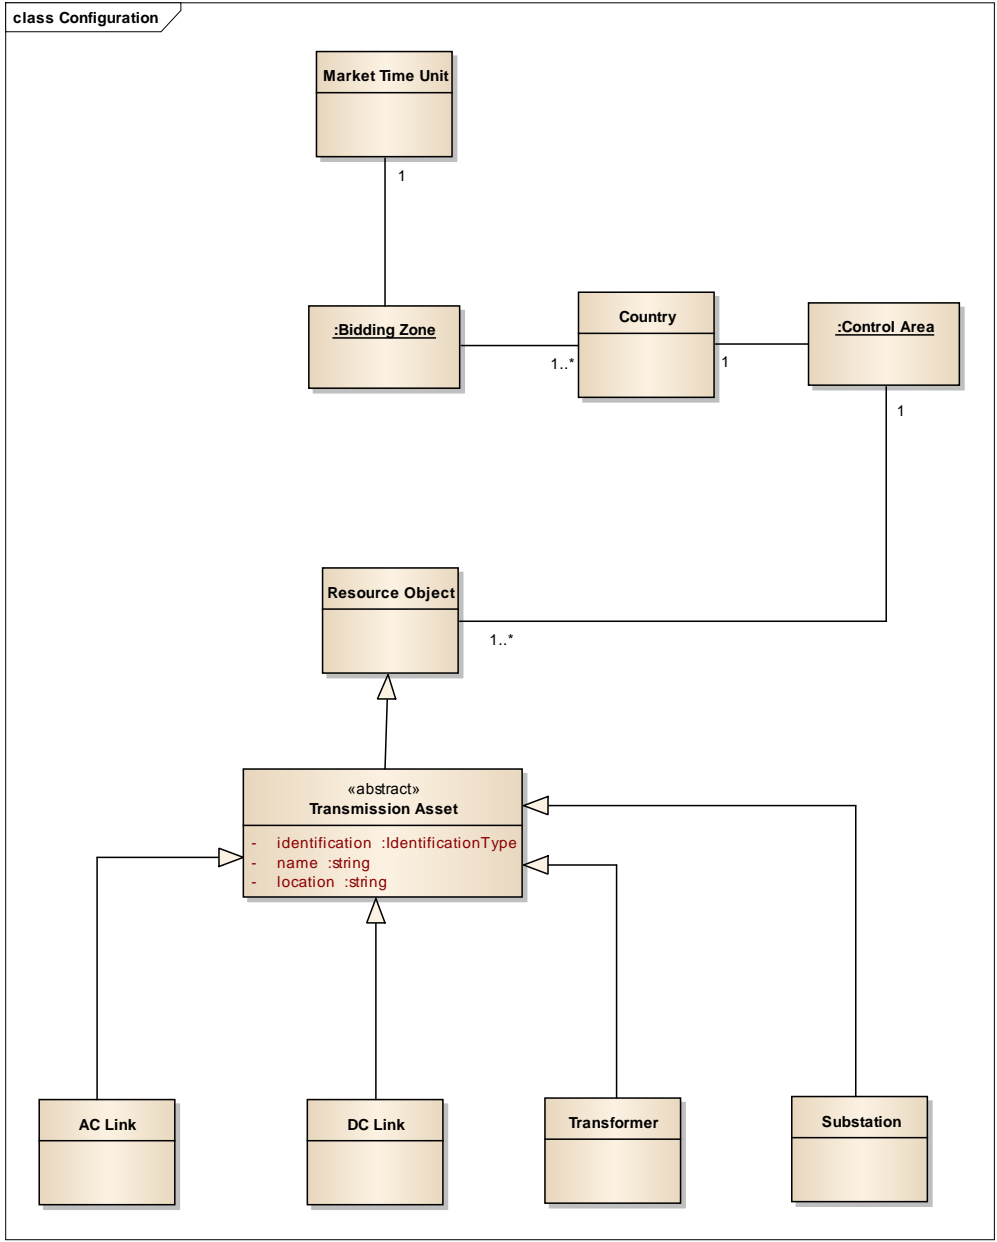 class Configuration
Market Time Unit
1
:Bidding Zone
1..*
Country
1
:Control Area
1
Resource Object
1..*
«abstract»
Transmission Asset
- identification :IdentificationType
- name :string
- location :string
AC Link
DC Link
Transformer
Substation